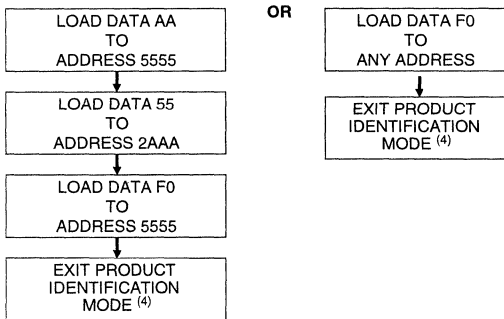 LOAD DATA AA
TO
ADDRESS 5555
LOAD DATA 55
TO
ADDRESS 2AAA
LOAD DATA F0
TO
ADDRESS 5555
EXIT PRODUCT
IDENTIFICATION
MODE (4)
OR
LOAD DATA F0
TO
ANY ADDRESS
EXIT PRODUCT
IDENTIFICATION
MODE (4)